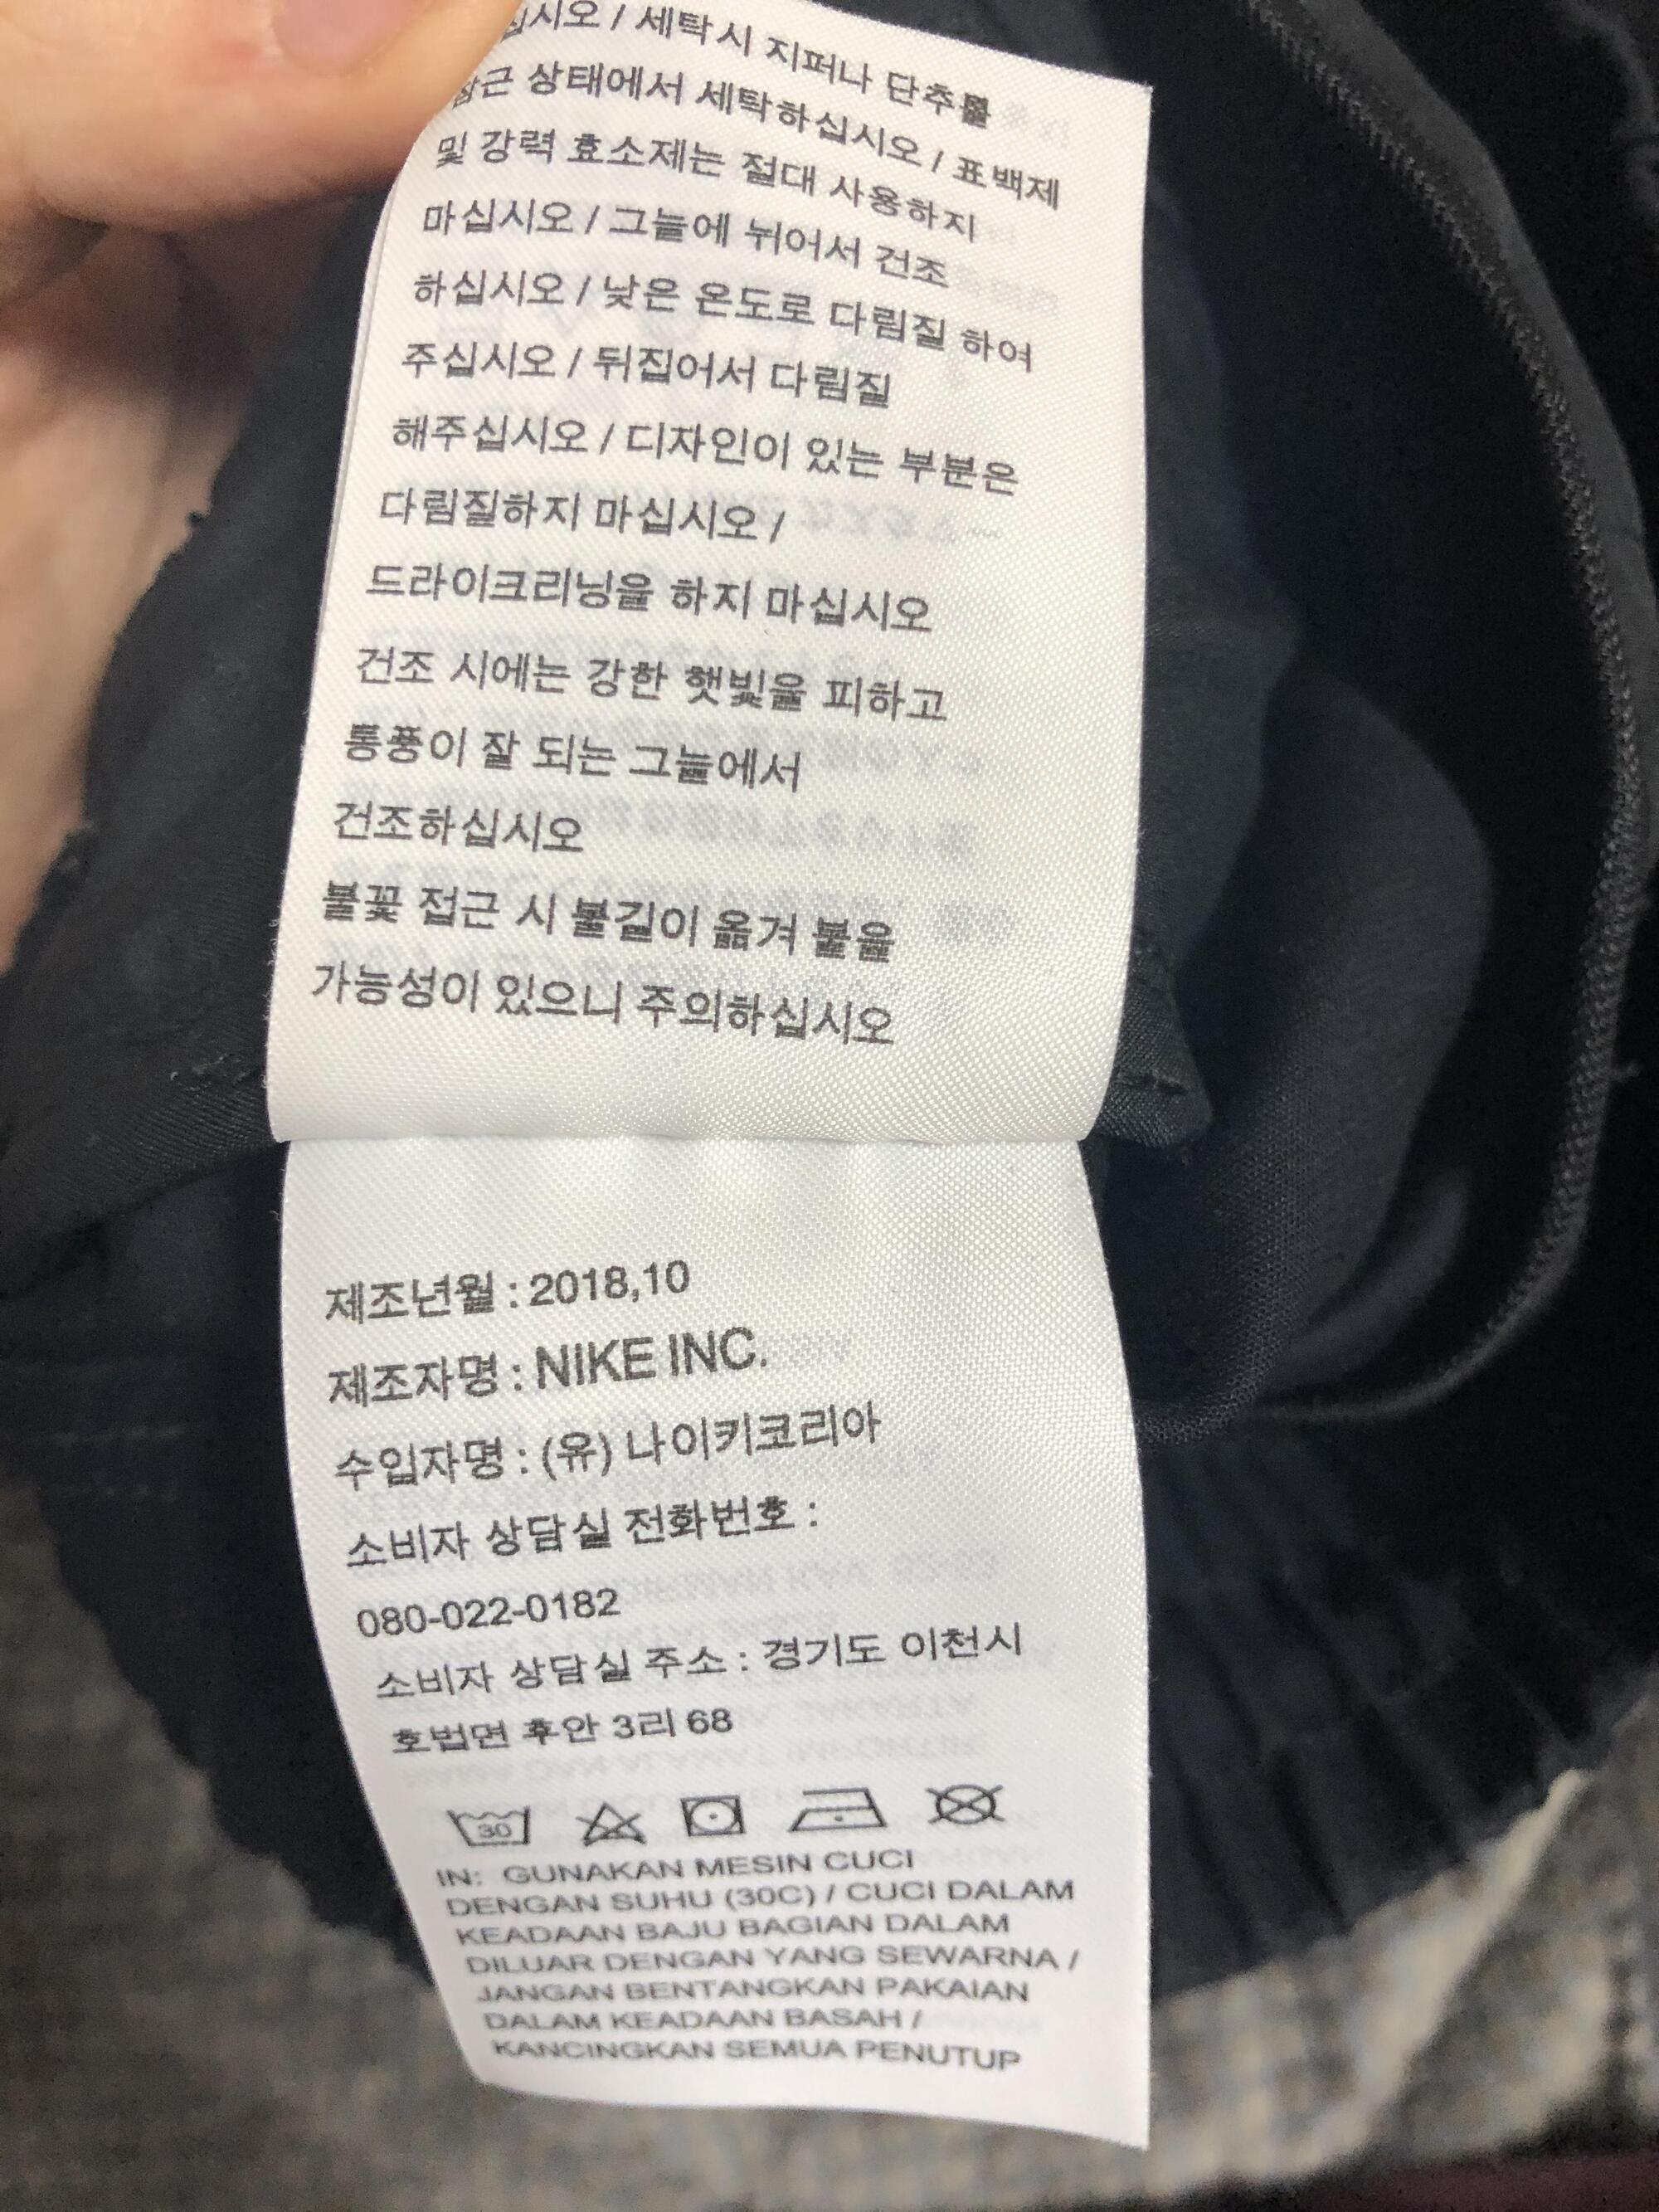 십시오 / 세탁시 지퍼나 단추를
잠근 상태에서 세탁하십시오 / 표백제
및 강력 효소제는 절대 사용하지
마십시오 / 그늘에 뉘어서 건조
하십시오 / 낮은 온도로 다림질 하여
주십시오 / 뒤집어서 다림질
해주십시오 / 디자인이 있는 부분은
다림질하지 마십시오 /
드라이크리닝을 하지 마십시오
건조 시에는 강한 햇빛을 피하고
통풍이 잘 되는 그늘에서
건조하십시오
불꽃 접근 시 불길이 옮겨 붙을
가능성이 있으니 주의하십시오
제조년월 : 2018,10
제조자명 : NIKE INC.
수입자명 : (유) 나이키코리아
소비자 상담실 전화번호 :
080-022-0182
소비자 상담실 주소 : 경기도 이천시
호법면 후안 3리 68
30
IN: GUNAKAN MESIN CUCI
DENGAN SUHU (30C) / CUCI DALAM
KEADAAN BAJU BAGIAN DALAM
DILUAR DENGAN YANG SEWARNA /
JANGAN BENTANGKAN PAKAIAN
DALAM KEADAAN BASAH /
KANCINGKAN SEMUA PENUTUP